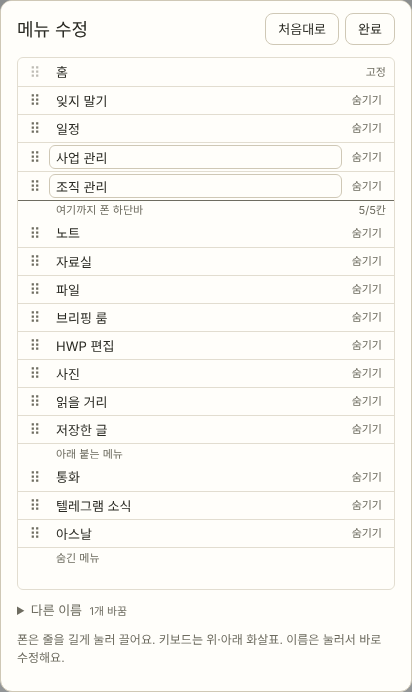 메뉴 수정 처음대로 완료
홈 고정
잊지 말기 숨기기
일정 숨기기
사업 관리 숨기기
조직 관리 숨기기
여기까지 폰 하단바 5/5칸
노트 숨기기
자료실 숨기기
파일 숨기기
브리핑 룸 숨기기
HWP 편집 숨기기
사진 숨기기
읽을 거리 숨기기
저장한 글 숨기기
아래 붙는 메뉴
통화 숨기기
텔레그램 소식 숨기기
아스날 숨기기
숨긴 메뉴
▶ 다른 이름 1개 바꿈
폰은 줄을 길게 눌러 끌어요. 키보드는 위·아래 화살표. 이름은 눌러서 바로
수정해요.